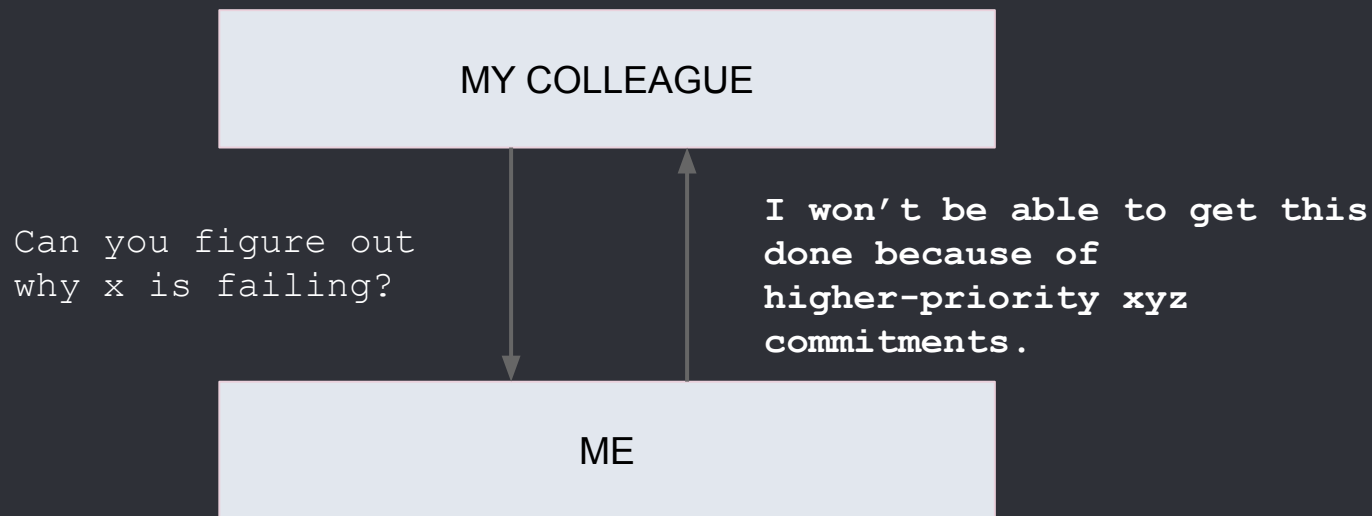 MY COLLEAGUE
Can you figure out
why x is failing?
I won’t be able to get this
done because of
higher-priority xyz
commitments.
ME